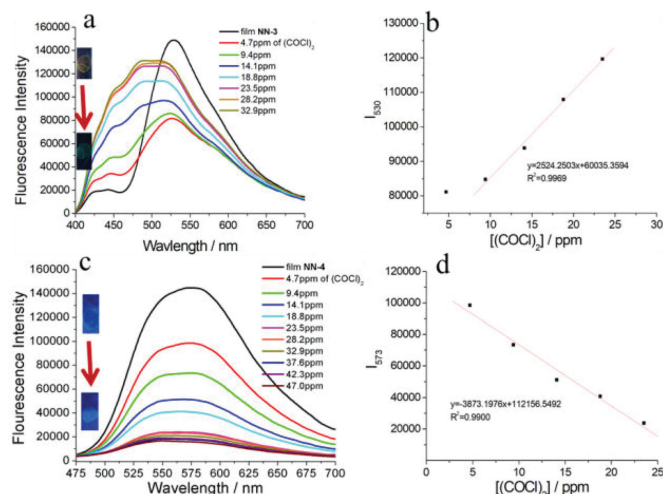 a
Fluorescence Intensity
160000
140000
120000
100000
80000
60000
40000
20000
0
400 450 500 550 600 650 700
Wavlength / nm
film NN-3
4.7ppm of (COCl)2
9.4ppm
14.1ppm
18.8ppm
23.5ppm
28.2ppm
32.9ppm
b
I530
130000
120000
110000
100000
90000
80000
0 5 10 15 20 25 30
[(COCl)2] / ppm
y=2524.2503x+60035.3594
R2=0.9969
c
Fluorescence Intensity
160000
140000
120000
100000
80000
60000
40000
20000
0
475 500 525 550 575 600 625 650 675 700
Wavelength / nm
film NN-4
4.7ppm of (COCl)2
9.4ppm
14.1ppm
18.8ppm
23.5ppm
28.2ppm
32.9ppm
37.6ppm
42.3ppm
47.0ppm
d
I573
120000
100000
80000
60000
40000
20000
0
0 5 10 15 20 25
[(COCl)2] / ppm
y=-3873.1976x+112156.5492
R2=0.9900